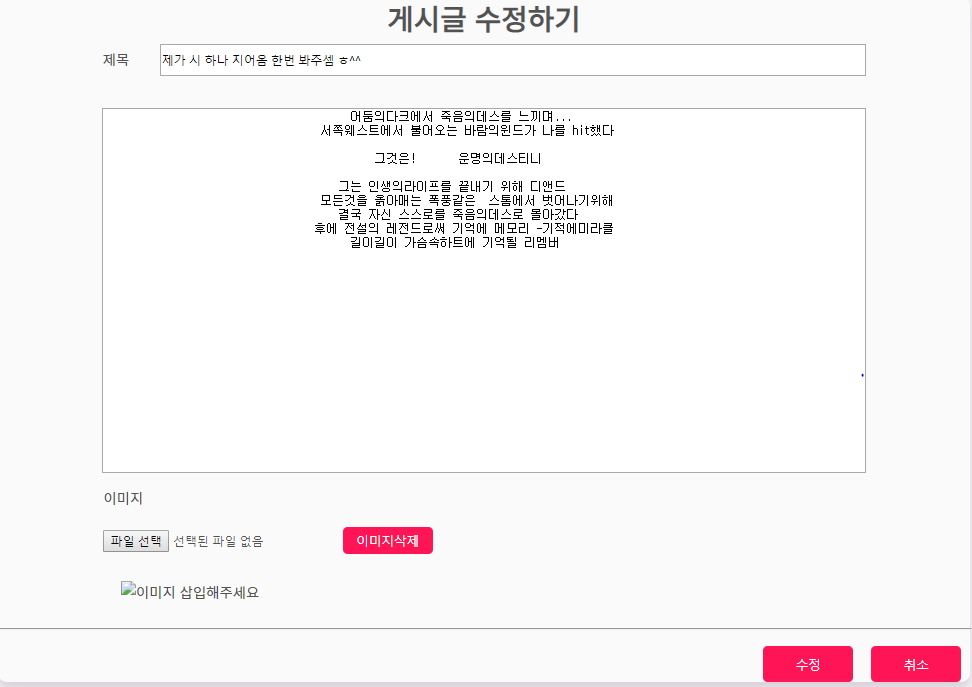 게시글 수정하기
제목
제가 시 하나 지어옴 한번 봐주셈 ㅎ^^
어둠의다크에서 죽음의데스를 느끼며...
서쪽웨스트에서 불어오는 바람의윈드가 나를 hit했다
그것은! 운명의데스티니
그는 인생의라이프를 끝내기 위해 디앤드
모든것을 옭아매는 폭풍같은 스톰에서 벗어나기위해
결국 자신 스스로를 죽음의데스로 몰아갔다
후에 전설의 레전드로써 기억에 메모리 -기적에미라클
길이길이 가슴속하트에 기억될 리멤버
이미지
파일 선택 선택된 파일 없음 이미지삭제
이미지 삽입해주세요
수정 취소